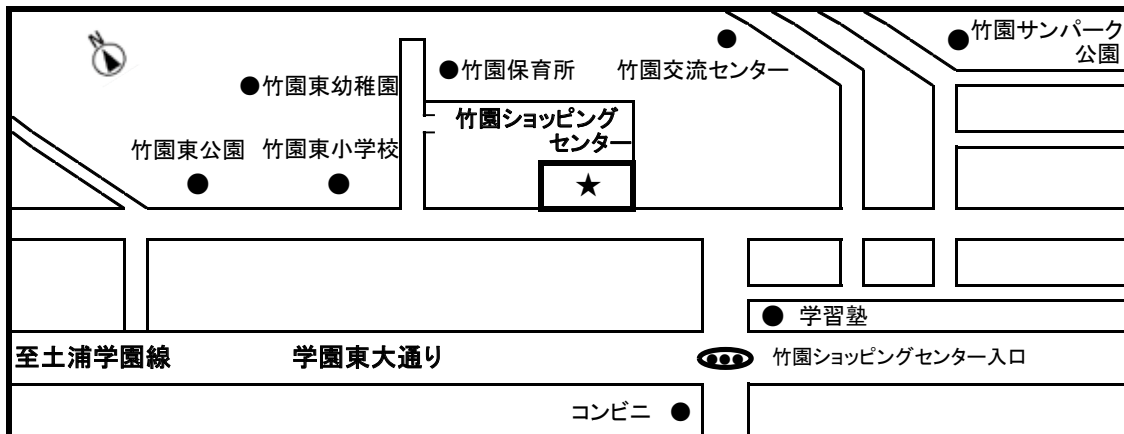 N
竹園サンパーク
公園
竹園保育所
竹園交流センター
竹園東幼稚園
竹園ショッピング
センター
竹園東公園
竹園東小学校
学習塾
至土浦学園線
学園東大通り
竹園ショッピングセンター入口
コンビニ